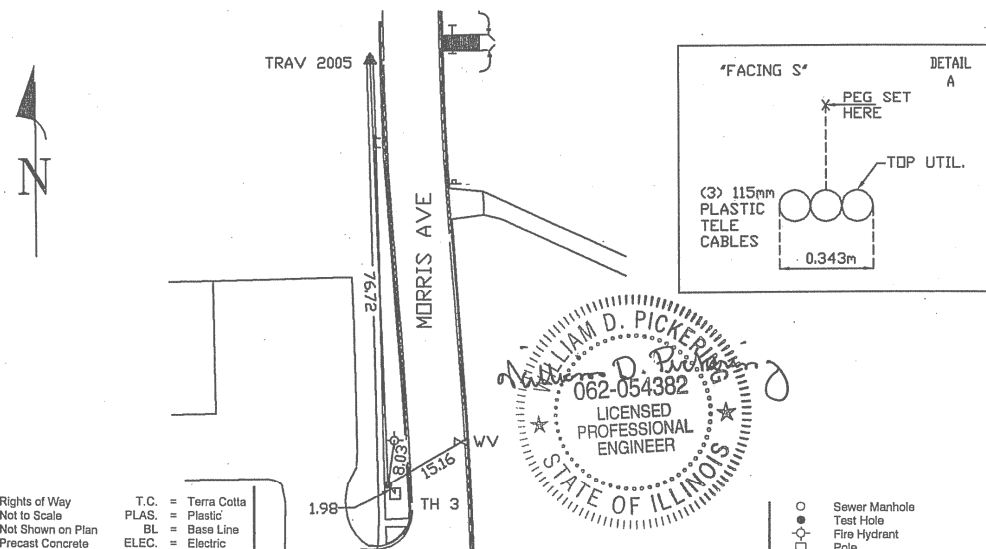 TRAV 2005
N
76.72
MORRIS AVE
"FACING S"
DETAIL
A
PEG SET
HERE
TOP UTIL.
(3) 115mm
PLASTIC
TELE
CABLES
0.343m
WILLIAM D. PICKERING
William D. Pickering
062-054382
LICENSED
PROFESSIONAL
ENGINEER
STATE OF ILLINOIS
WV
8.03
15.16
1.98
TH 3
Rights of Way
Not to Scale
Not Shown on Plan
Precast Concrete
T.C. = Terra Cotta
PLAS. = Plastic
BL = Base Line
ELEC. = Electric
Sewer Manhole
Test Hole
Fire Hydrant
Pole